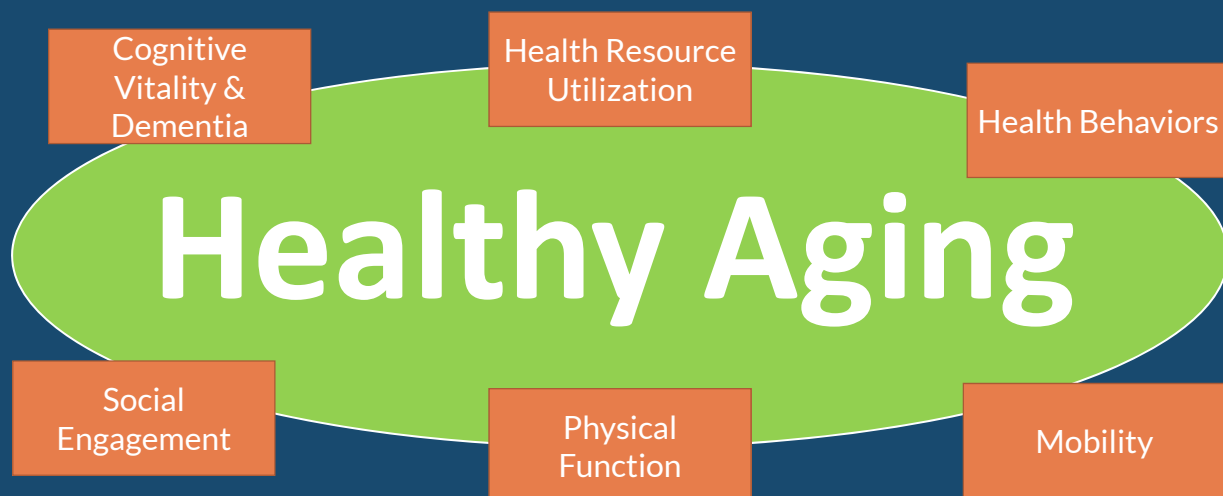 Cognitive
Vitality &
Dementia
Health Resource
Utilization
Health Behaviors
Healthy Aging
Social
Engagement
Physical
Function
Mobility